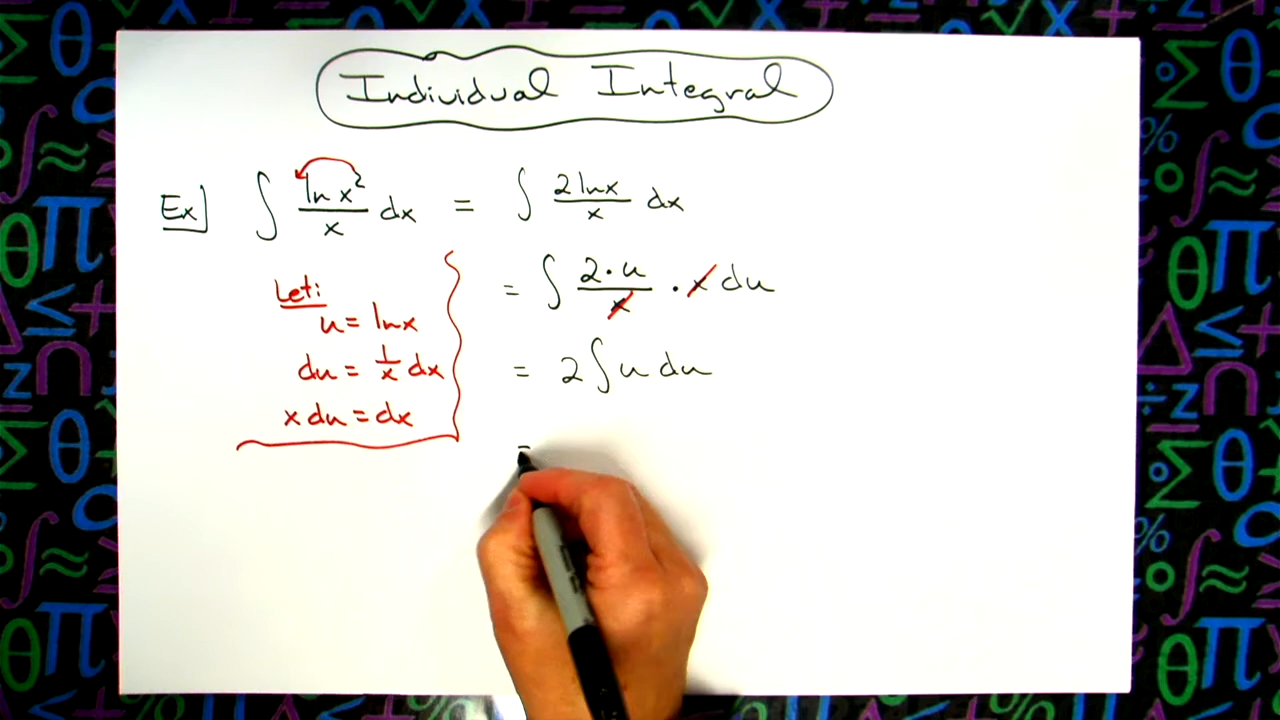 Individual Integral
Ex] ∫ ln x² / x dx = ∫ 2 ln x / x dx
= ∫ 2 · u / x · x du
= 2 ∫ u du
=
Let:
u = ln x
du = 1/x dx
x du = dx